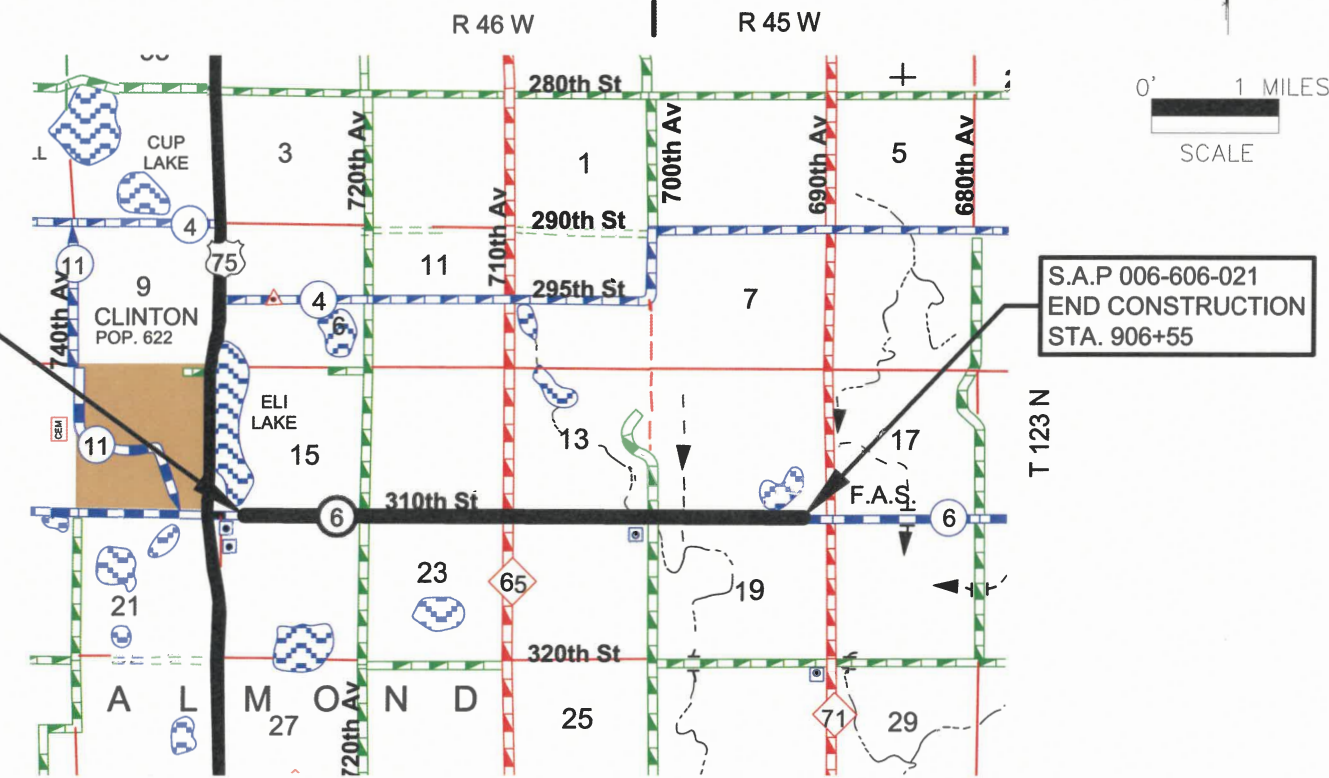 R 46 W
R 45 W
0'
1 MILES
SCALE
280th St
CUP
LAKE
3
720th Av
1
700th Av
690th Av
5
680th Av
4
290th St
11
75
740th Av
9
CLINTON
POP. 622
4
6
11
710th Av
295th St
7
S.A.P 006-606-021
END CONSTRUCTION
STA. 906+55
T 123 N
CEM
11
ELI
LAKE
15
13
17
F.A.S.
310th St
6
6
21
23
65
19
320th St
A L M O N D
27
720th Av
25
71
29